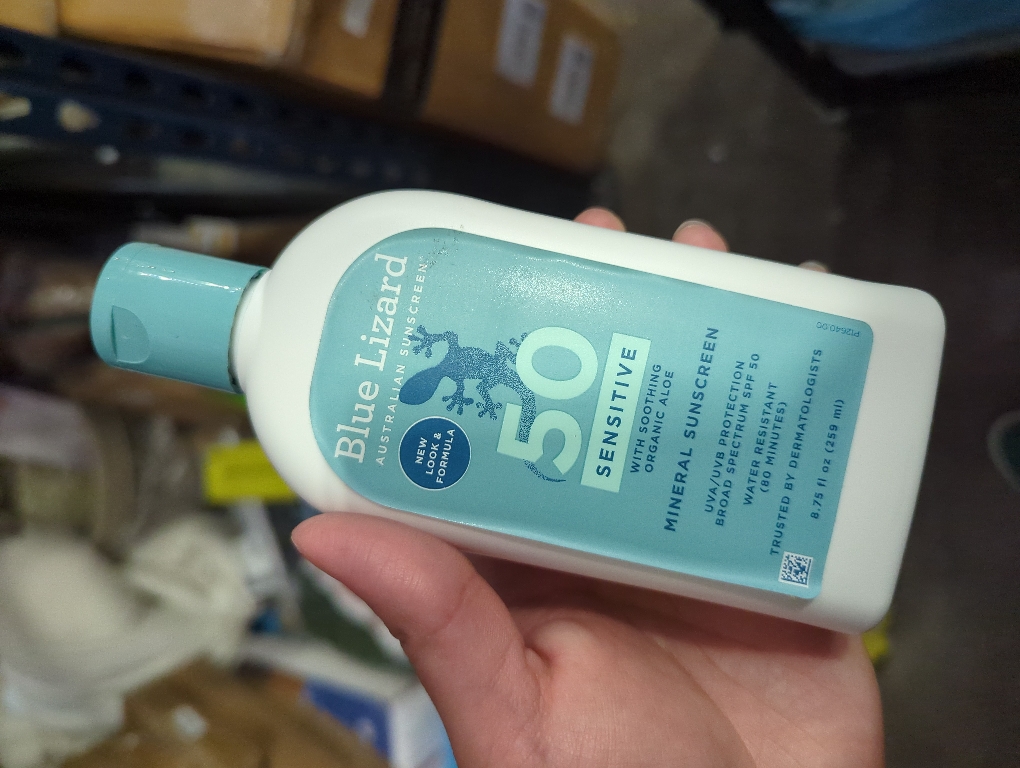 Blue Lizard
AUSTRALIAN SUNSCREEN
NEW
LOOK &
FORMULA
50
SENSITIVE
WITH SOOTHING
ORGANIC ALOE
MINERAL SUNSCREEN
UVA/UVB PROTECTION
BROAD SPECTRUM SPF 50
WATER RESISTANT
(80 MINUTES)
TRUSTED BY DERMATOLOGISTS
8.75 fl oz (259 ml)